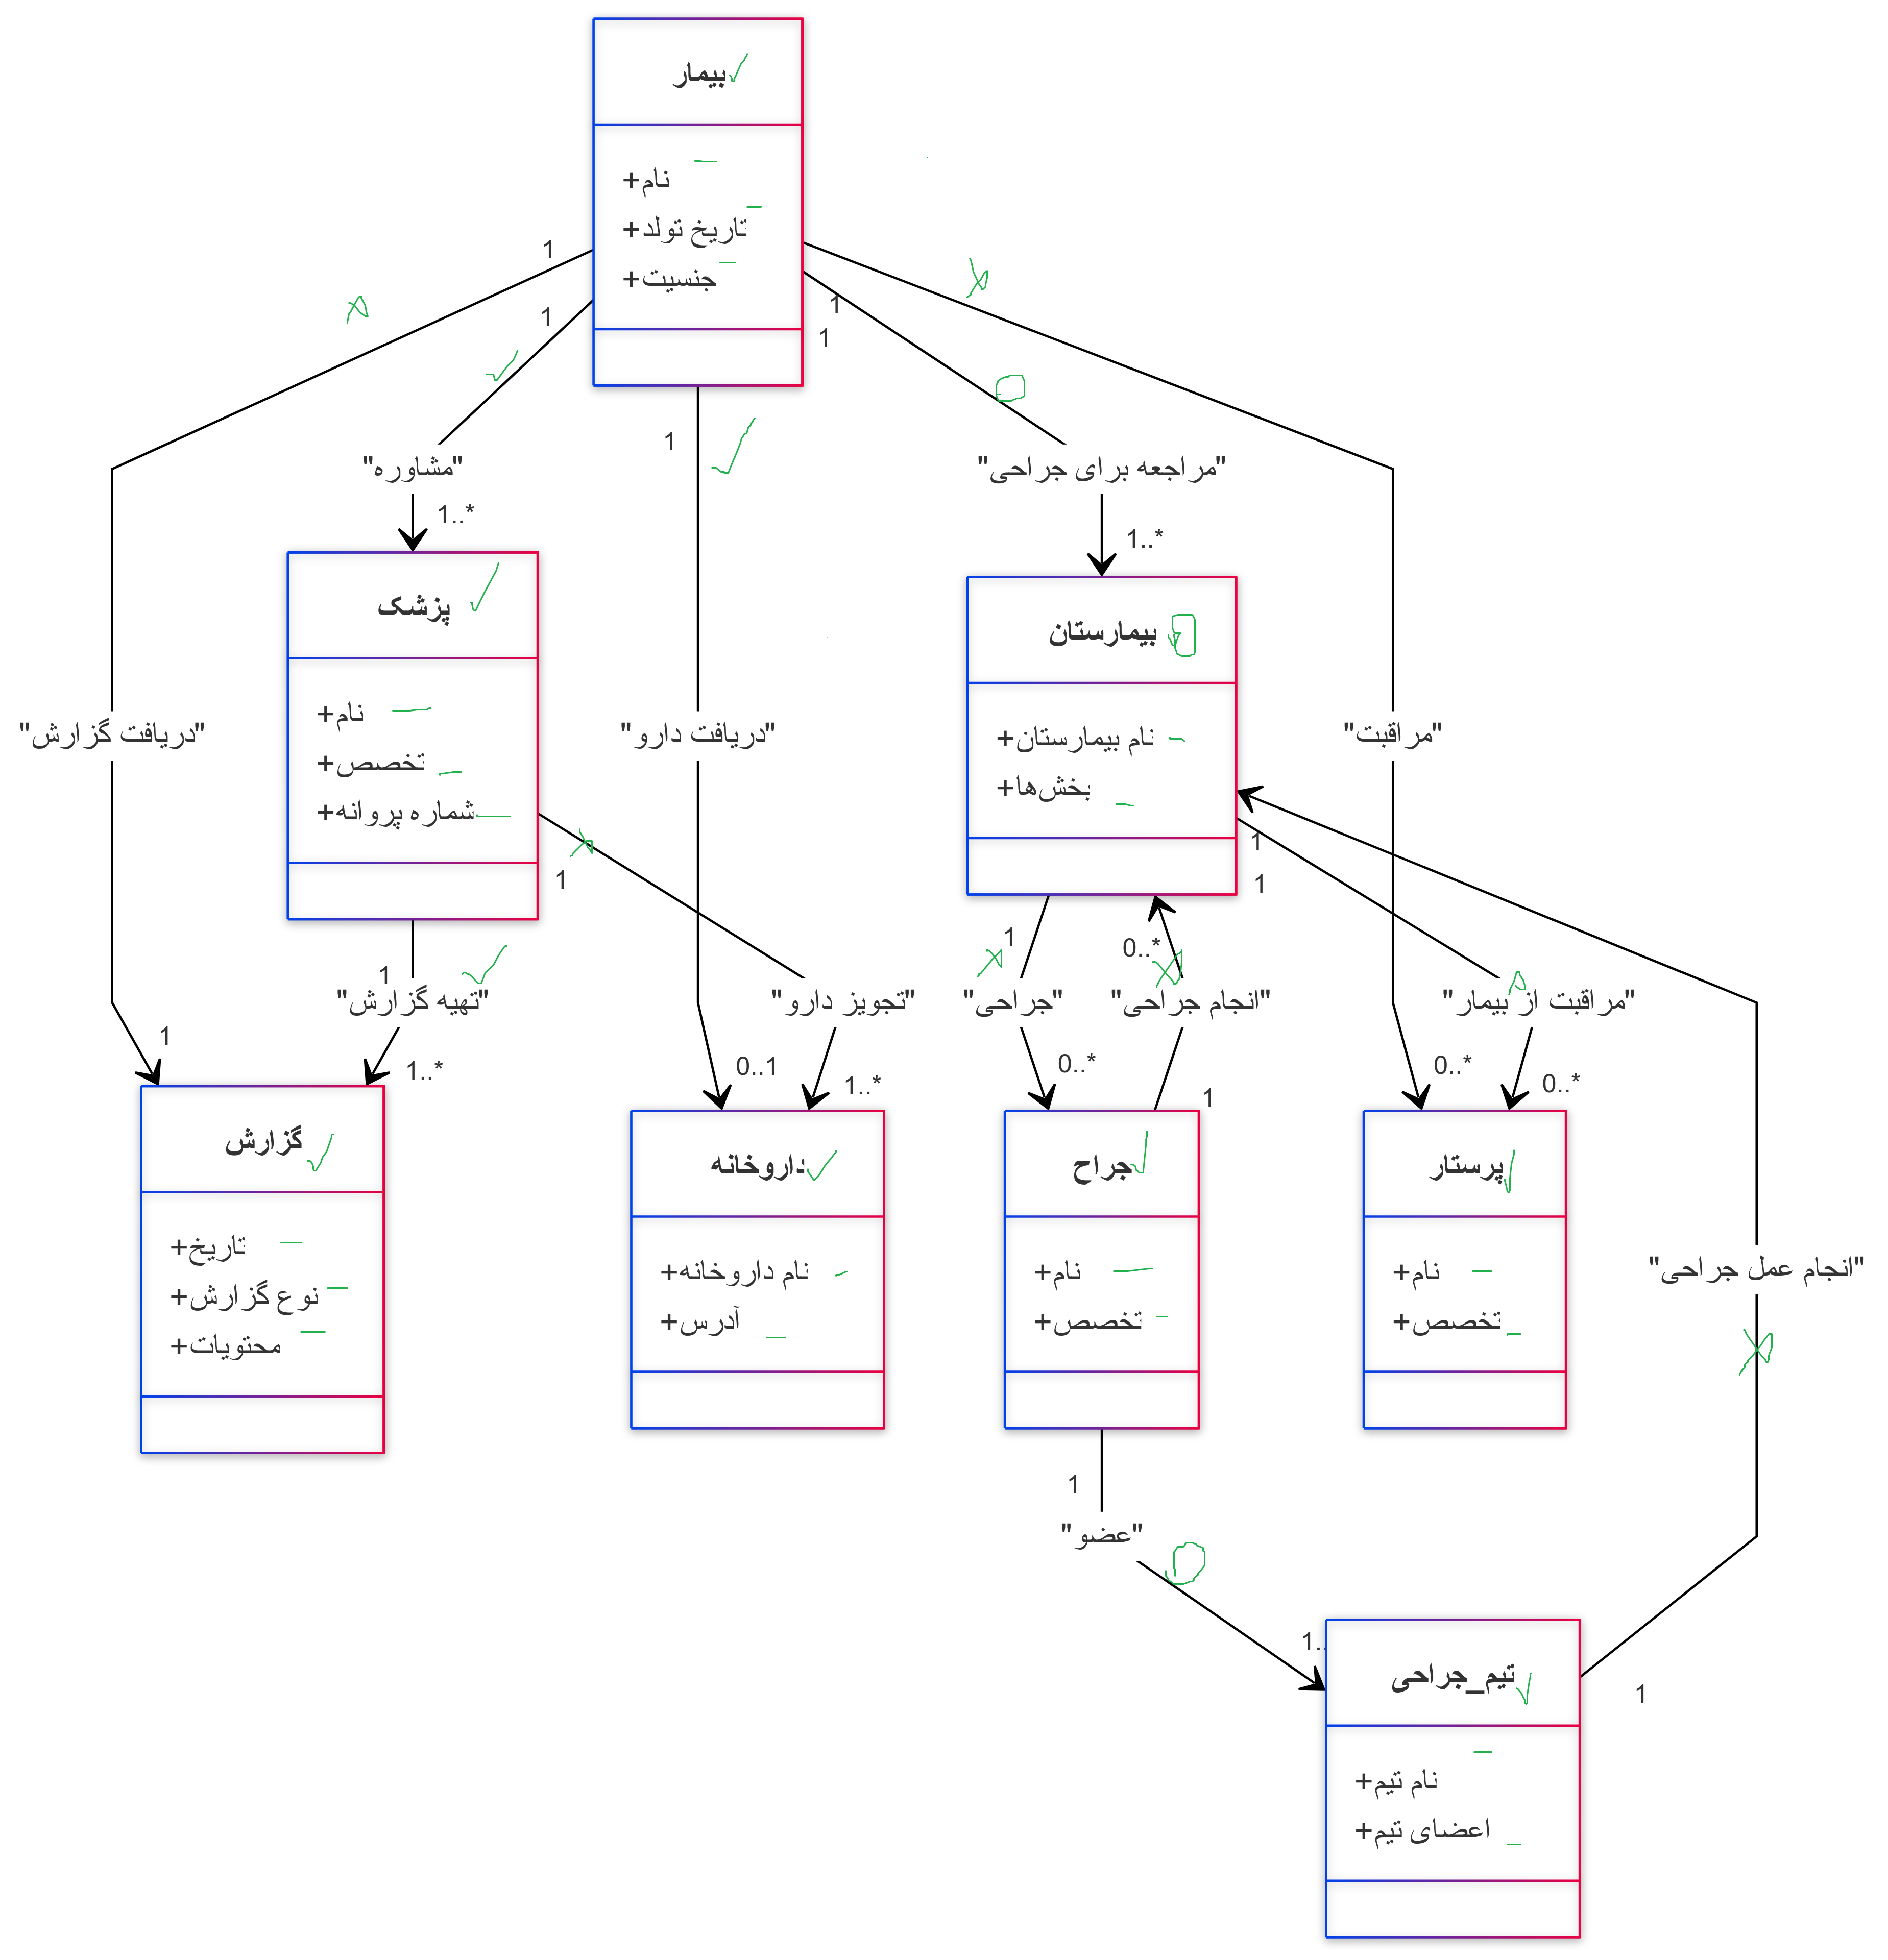 بیمار
+نام
+تاریخ تولد
+جنسیت
1
1
1
1
1
"مشاوره"
1..*
"مراجعه برای جراحی"
1..*
پزشک
+نام
+تخصص
+شماره پروانه
1
بیمارستان
+نام بیمارستان
+بخش‌ها
1
1
"دریافت گزارش"
"دریافت دارو"
"مراقبت"
1
"تهیه گزارش"
"تجویز دارو"
1
"جراحی"
0..*
"انجام جراحی"
"مراقبت از بیمار"
1
1..*
0..1
1..*
0..*
1
0..*
0..*
گزارش
+تاریخ
+نوع گزارش
+محتویات
داروخانه
+نام داروخانه
+آدرس
جراح
+نام
+تخصص
پرستار
+نام
+تخصص
"انجام عمل جراحی"
1
"عضو"
1..
1
تیم_جراحی
+نام تیم
+اعضای تیم